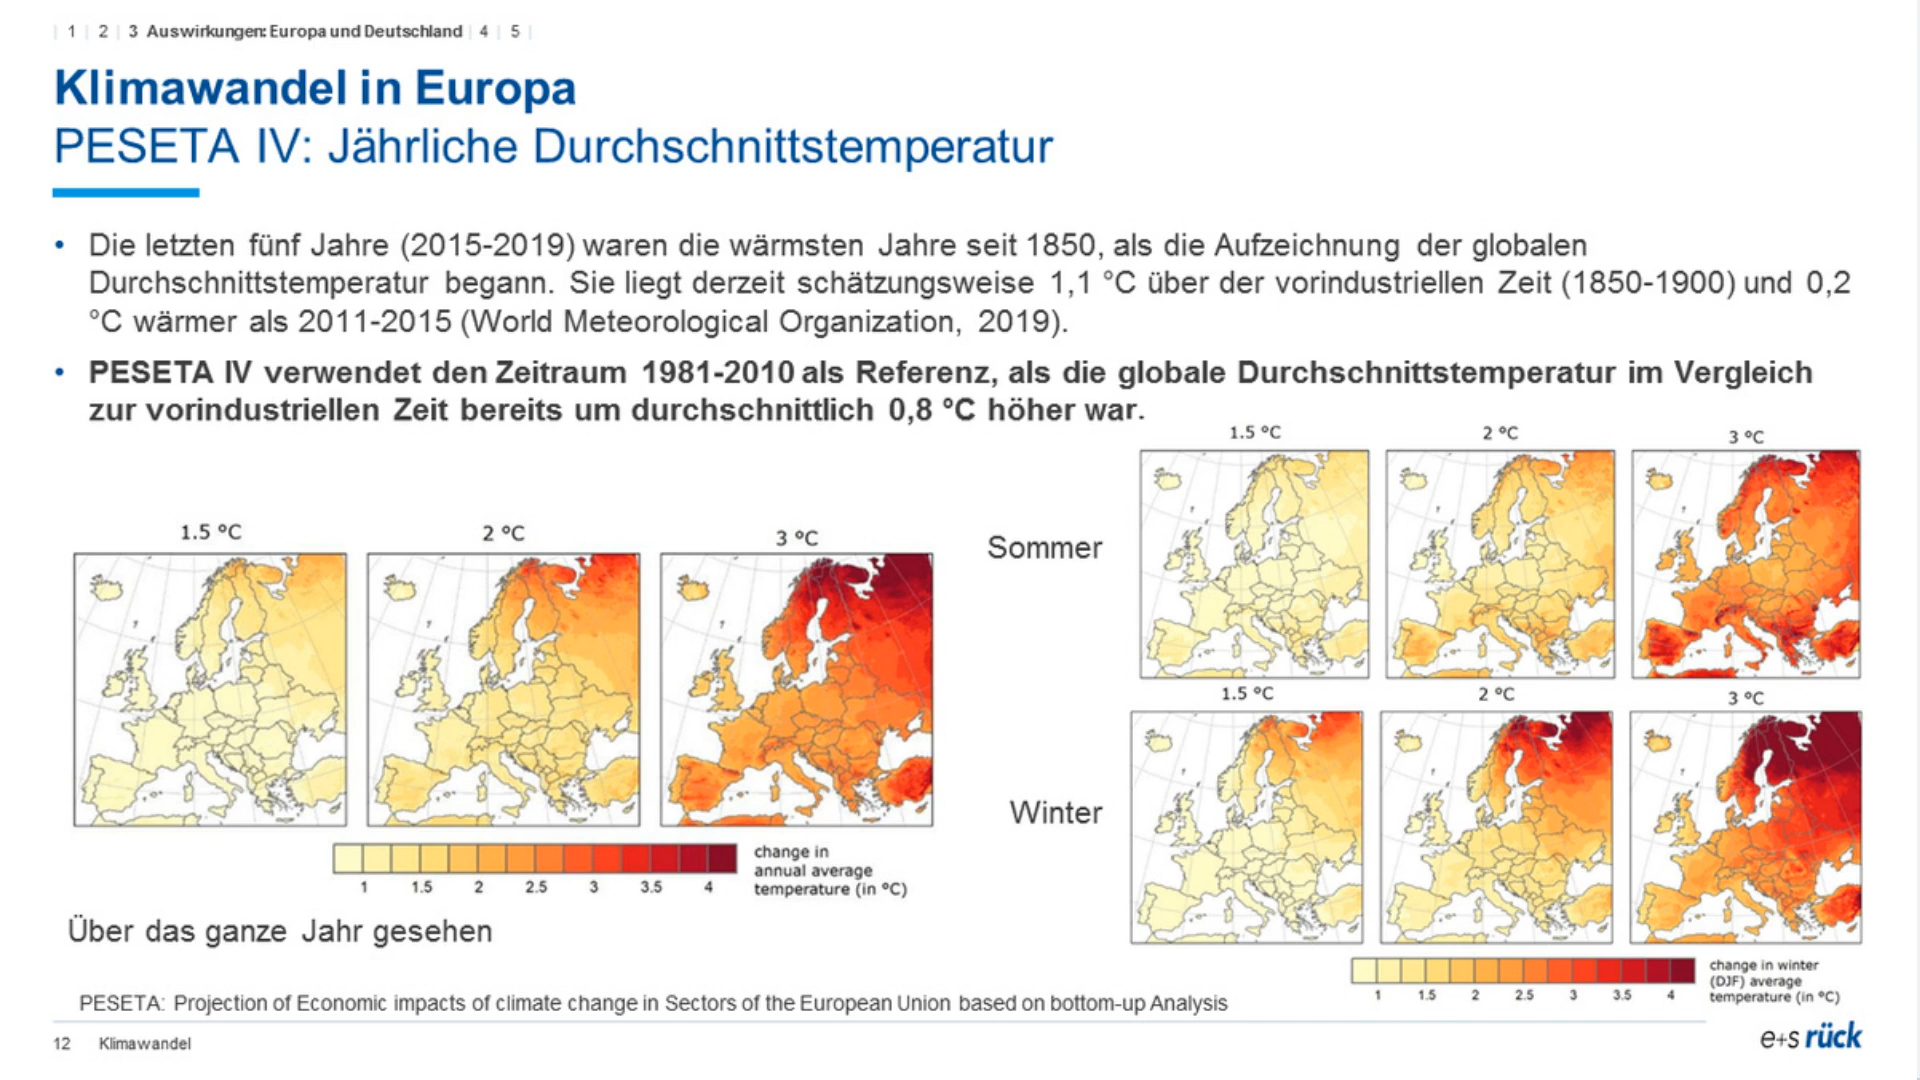 1 | 2 | 3 Auswirkungen: Europa und Deutschland | 4 | 5
Klimawandel in Europa
PESETA IV: Jährliche Durchschnittstemperatur
• Die letzten fünf Jahre (2015-2019) waren die wärmsten Jahre seit 1850, als die Aufzeichnung der globalen
Durchschnittstemperatur begann. Sie liegt derzeit schätzungsweise 1,1 °C über der vorindustriellen Zeit (1850-1900) und 0,2
°C wärmer als 2011-2015 (World Meteorological Organization, 2019).
• PESETA IV verwendet den Zeitraum 1981-2010 als Referenz, als die globale Durchschnittstemperatur im Vergleich
zur vorindustriellen Zeit bereits um durchschnittlich 0,8 °C höher war.
1.5 °C 2 °C 3 °C
1 1.5 2 2.5 3 3.5 4
change in
annual average
temperature (in °C)
Über das ganze Jahr gesehen
1.5 °C 2 °C 3 °C
Sommer
1.5 °C 2 °C 3 °C
Winter
1 1.5 2 2.5 3 3.5 4
change in winter
(DJF) average
temperature (in °C)
PESETA: Projection of Economic impacts of climate change in Sectors of the European Union based on bottom-up Analysis
12 Klimawandel
e+s rück